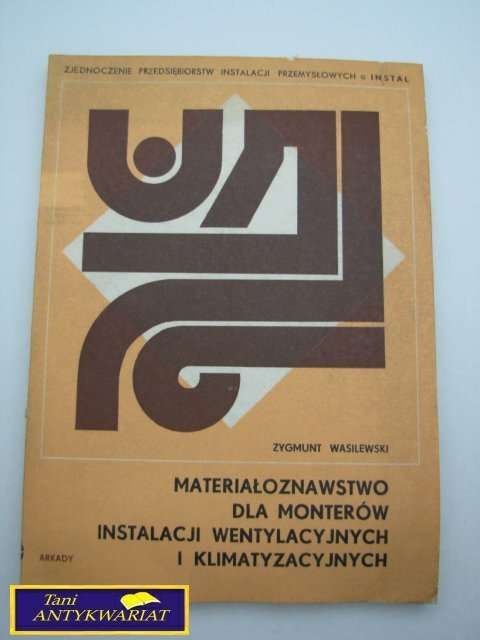 ZJEDNOCZENIE PRZEDSIĘBIORSTW INSTALACJI PRZEMYSŁOWYCH INSTAL
ZYGMUNT WASILEWSKI
MATERIAŁOZNAWSTWO
DLA MONTERÓW
INSTALACJI WENTYLACYJNYCH
I KLIMATYZACYJNYCH
ARKADY
Tani
ANTYKWARIAT